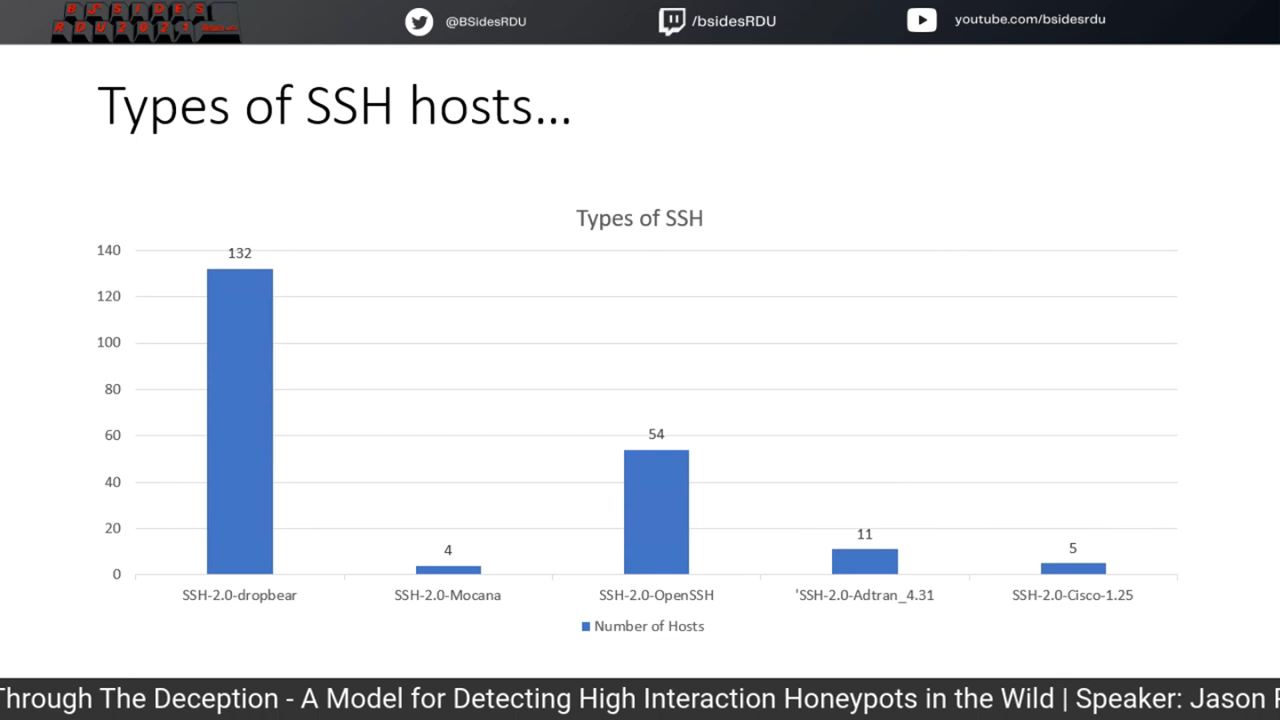 BSIDES
RDU2021
@BSidesRDU
/bsidesRDU
youtube.com/bsidesrdu
Types of SSH hosts...
Types of SSH
140
120
100
80
60
40
20
0
132
4
54
11
5
SSH-2.0-dropbear
SSH-2.0-Mocana
SSH-2.0-OpenSSH
'SSH-2.0-Adtran_4.31
SSH-2.0-Cisco-1.25
Number of Hosts
Through The Deception - A Model for Detecting High Interaction Honeypots in the Wild | Speaker: Jason